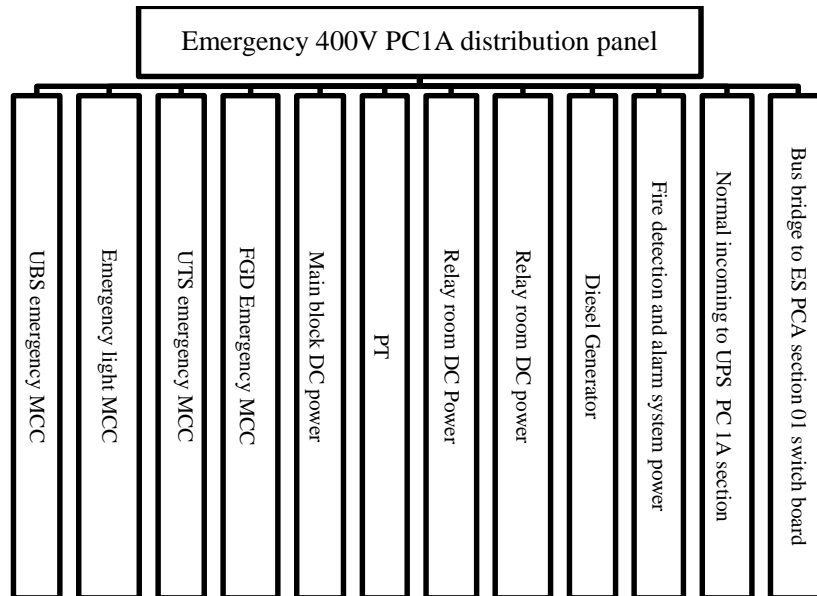 Emergency 400V PC1A distribution panel
UBS emergency MCC
Emergency light MCC
UTS emergency MCC
FGD Emergency MCC
Main block DC power
PT
Relay room DC Power
Relay room DC power
Diesel Generator
Fire detection and alarm system power
Normal incoming to UPS PC 1A section
Bus bridge to ES PCA section 01 switch board